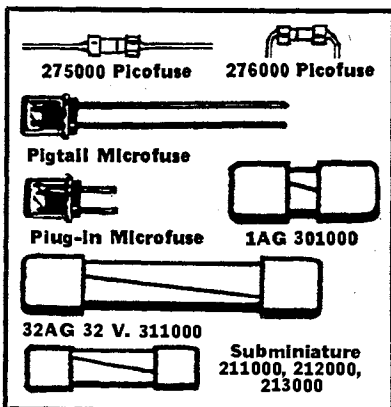 275000 Picofuse
276000 Picofuse
Pigtail Microfuse
Plug-in Microfuse
1AG 301000
32AG 32 V. 311000
Subminiature
211000, 212000,
213000